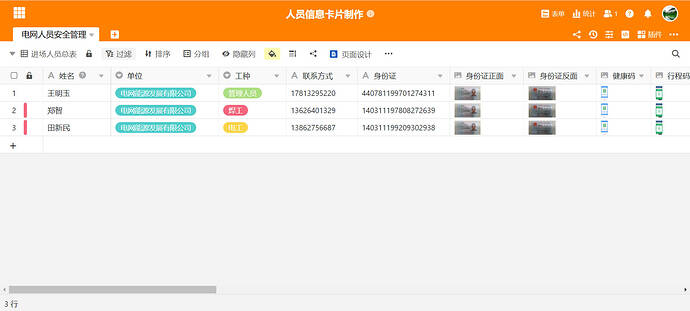 人员信息卡片制作
表单 统计 1
电网人员安全管理
插件
进场人员总表 过滤 排序 分组 隐藏列 页面设计
姓名 单位 工种 联系方式 身份证 身份证正面 身份证反面 健康码 行程码
1 王明玉 电网能源发展有限公司 管理人员 17813295220 440781199701274311
2 郑智 电网能源发展有限公司 焊工 13626401329 140311197808272639
3 田新民 电网能源发展有限公司 电工 13862756687 140311199209302938
3 行